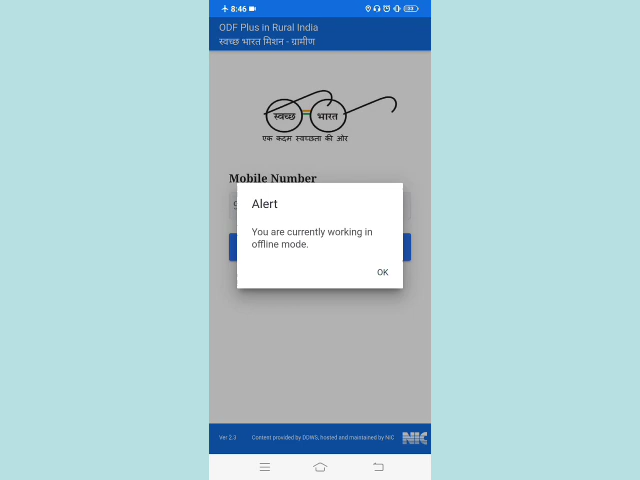 8:46
ODF Plus in Rural India
स्वच्छ भारत मिशन - ग्रामीण
स्वच्छ भारत
एक कदम स्वच्छता की ओर
Mobile Number
Alert
You are currently working in
offline mode.
OK
Ver 2.3 Content provided by DDWS, hosted and maintained by NIC NIC